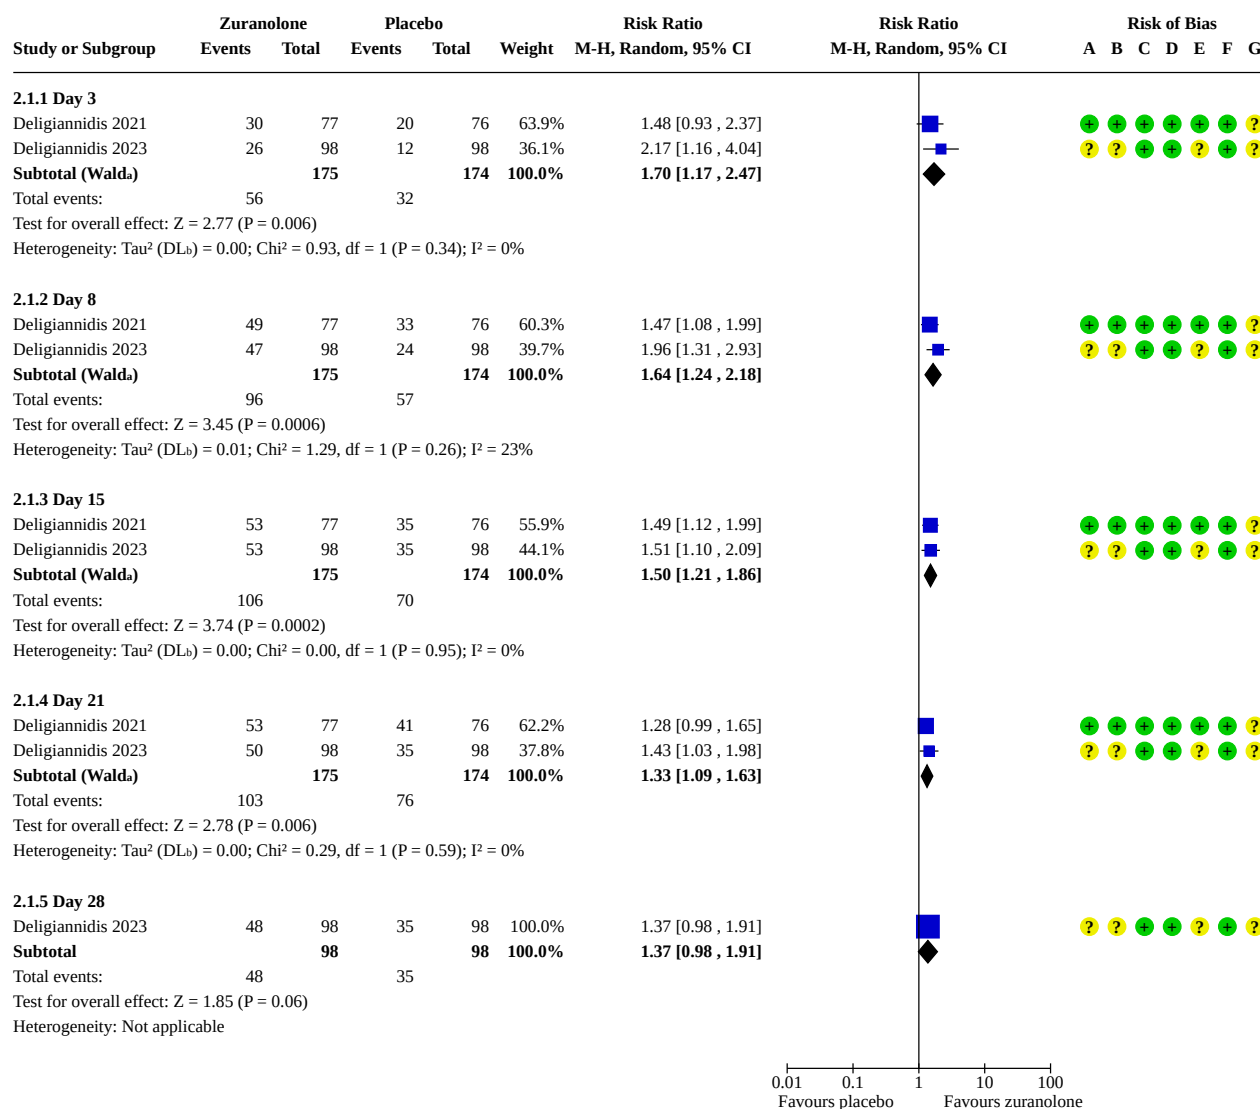 Zuranolone Placebo Risk Ratio Risk Ratio Risk of Bias
Study or Subgroup Events Total Events Total Weight M-H, Random, 95% CI M-H, Random, 95% CI A B C D E F G
2.1.1 Day 3
Deligiannidis 2021 30 77 20 76 63.9% 1.48 [0.93 , 2.37] + + + + + + ?
Deligiannidis 2023 26 98 12 98 36.1% 2.17 [1.16 , 4.04] ? ? + + ? + ?
Subtotal (Walda) 175 174 100.0% 1.70 [1.17 , 2.47]
Total events: 56 32
Test for overall effect: Z = 2.77 (P = 0.006)
Heterogeneity: Tau² (DLb) = 0.00; Chi² = 0.93, df = 1 (P = 0.34); I² = 0%
2.1.2 Day 8
Deligiannidis 2021 49 77 33 76 60.3% 1.47 [1.08 , 1.99] + + + + + + ?
Deligiannidis 2023 47 98 24 98 39.7% 1.96 [1.31 , 2.93] ? ? + + ? + ?
Subtotal (Walda) 175 174 100.0% 1.64 [1.24 , 2.18]
Total events: 96 57
Test for overall effect: Z = 3.45 (P = 0.0006)
Heterogeneity: Tau² (DLb) = 0.01; Chi² = 1.29, df = 1 (P = 0.26); I² = 23%
2.1.3 Day 15
Deligiannidis 2021 53 77 35 76 55.9% 1.49 [1.12 , 1.99] + + + + + + ?
Deligiannidis 2023 53 98 35 98 44.1% 1.51 [1.10 , 2.09] ? ? + + ? + ?
Subtotal (Walda) 175 174 100.0% 1.50 [1.21 , 1.86]
Total events: 106 70
Test for overall effect: Z = 3.74 (P = 0.0002)
Heterogeneity: Tau² (DLb) = 0.00; Chi² = 0.00, df = 1 (P = 0.95); I² = 0%
2.1.4 Day 21
Deligiannidis 2021 53 77 41 76 62.2% 1.28 [0.99 , 1.65] + + + + + + ?
Deligiannidis 2023 50 98 35 98 37.8% 1.43 [1.03 , 1.98] ? ? + + ? + ?
Subtotal (Walda) 175 174 100.0% 1.33 [1.09 , 1.63]
Total events: 103 76
Test for overall effect: Z = 2.78 (P = 0.006)
Heterogeneity: Tau² (DLb) = 0.00; Chi² = 0.29, df = 1 (P = 0.59); I² = 0%
2.1.5 Day 28
Deligiannidis 2023 48 98 35 98 100.0% 1.37 [0.98 , 1.91] ? ? + + ? + ?
Subtotal 98 98 100.0% 1.37 [0.98 , 1.91]
Total events: 48 35
Test for overall effect: Z = 1.85 (P = 0.06)
Heterogeneity: Not applicable
0.01 0.1 1 10 100
Favours placebo Favours zuranolone